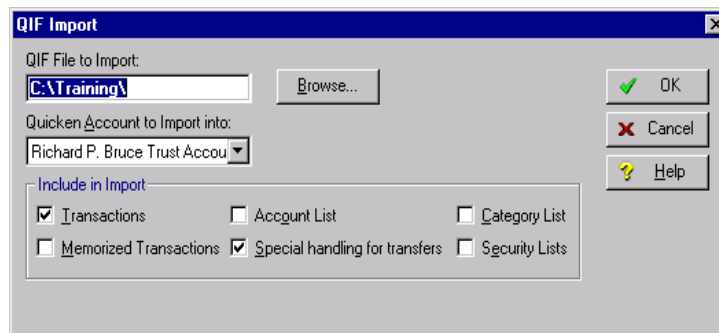 QIF Import
QIF File to Import:
C:\Training\
Browse...
OK
Quicken Account to Import into:
Cancel
Richard P. Bruce Trust Accou
Help
Include in Import
Transactions
Account List
Category List
Memorized Transactions
Special handling for transfers
Security Lists